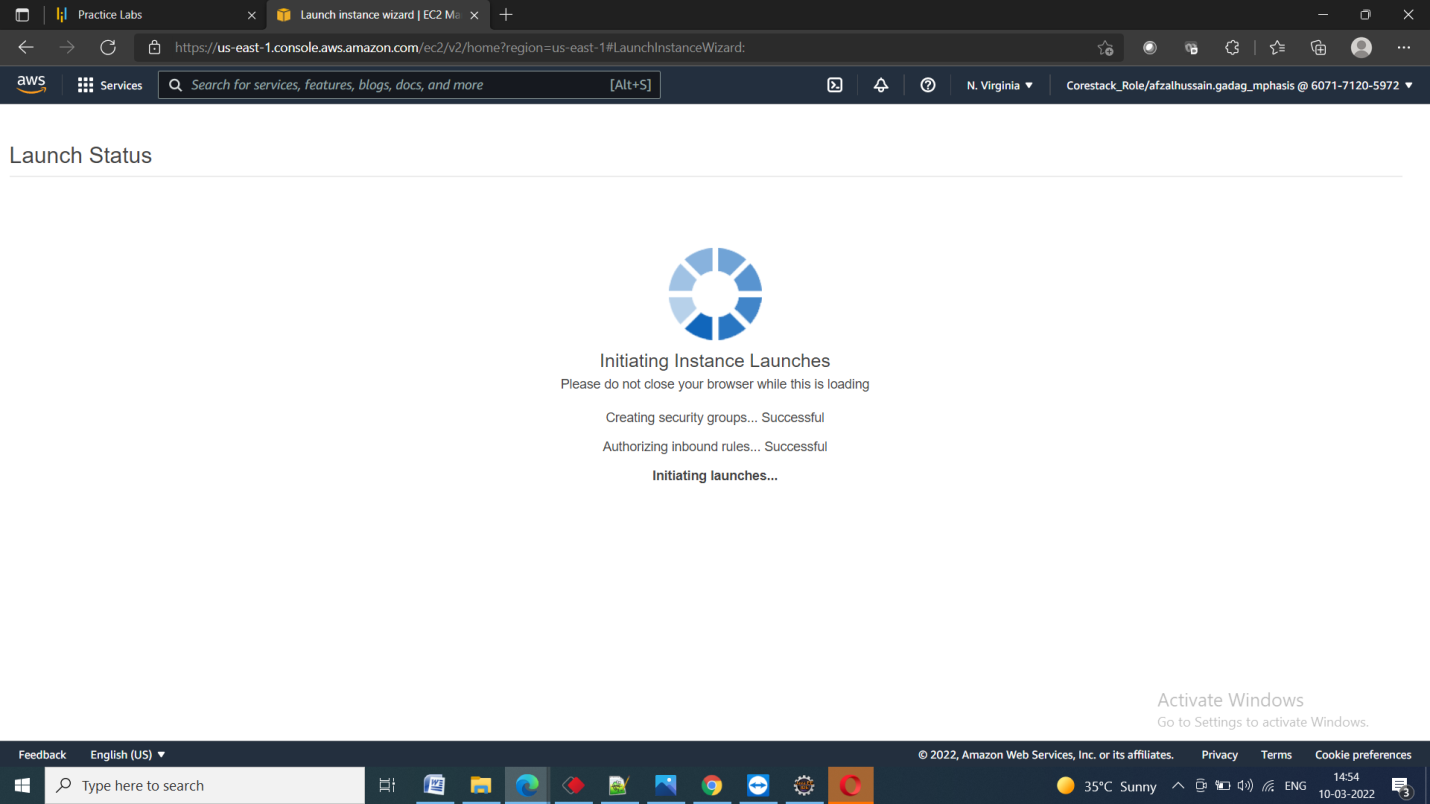 Practice Labs
Launch instance wizard | EC2 Ma
https://us-east-1.console.aws.amazon.com/ec2/v2/home?region=us-east-1#LaunchInstanceWizard:
aws
Services
Search for services, features, blogs, docs, and more
[Alt+S]
N. Virginia
Corestack_Role/afzalhussain.gadag_mphasis @ 6071-7120-5972
Launch Status
Initiating Instance Launches
Please do not close your browser while this is loading
Creating security groups... Successful
Authorizing inbound rules... Successful
Initiating launches...
Activate Windows
Go to Settings to activate Windows.
Feedback
English (US)
© 2022, Amazon Web Services, Inc. or its affiliates.
Privacy
Terms
Cookie preferences
Type here to search
35°C Sunny
ENG
14:54
10-03-2022
3